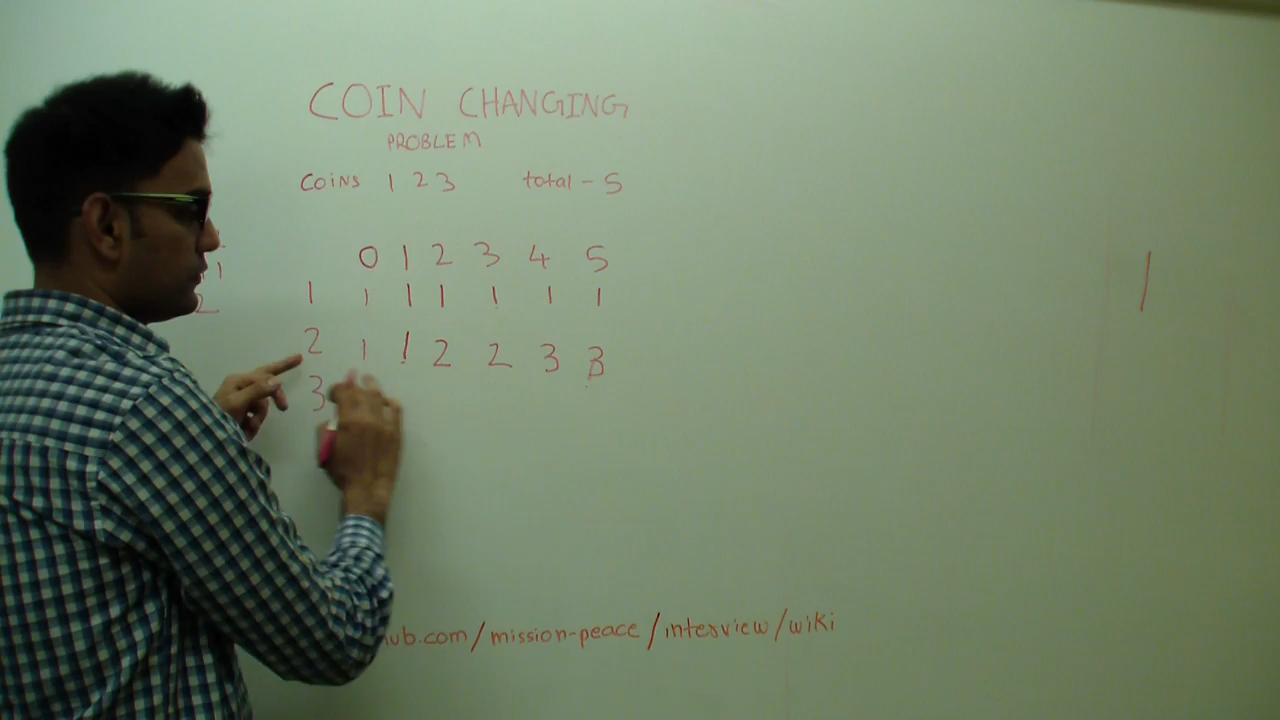 COIN CHANGING
PROBLEM
COINS 1 2 3 total - 5
0 1 2 3 4 5
1 1 1 1 1 1 1
2 1 1 2 2 3 3
3
hub.com/mission-peace/interview/wiki